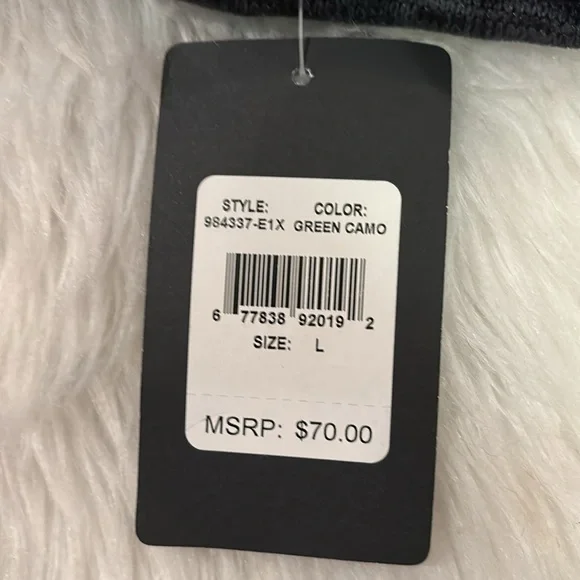 STYLE: COLOR:
984337-E1X GREEN CAMO
6 77838 92019 2
SIZE: L
MSRP: $70.00